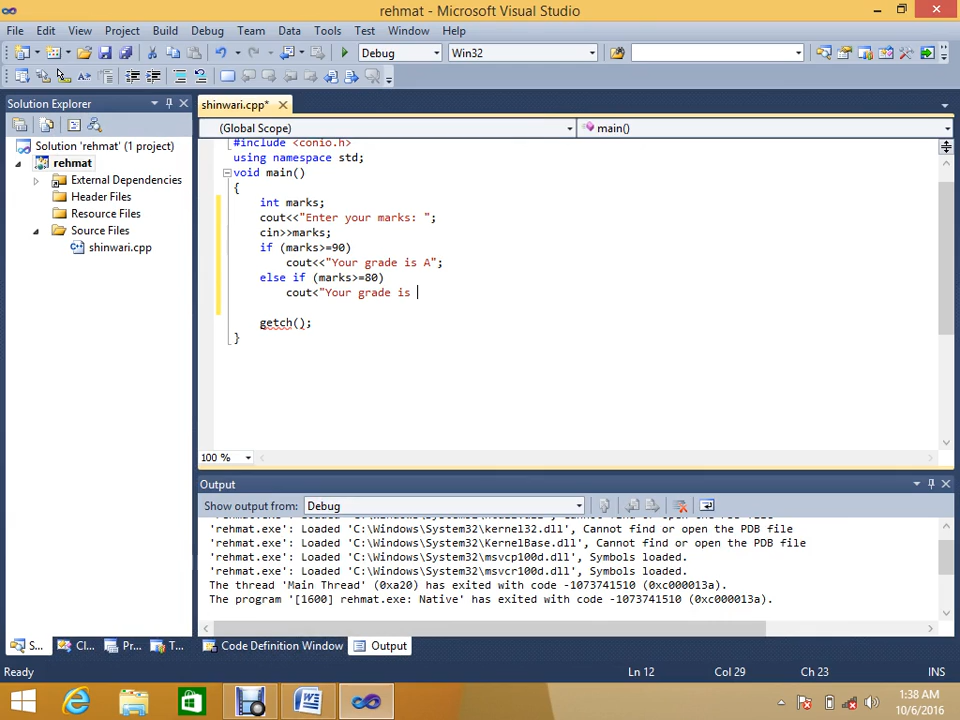 rehmat - Microsoft Visual Studio
File Edit View Project Build Debug Team Data Tools Test Window Help
Debug Win32
Solution Explorer
shinwari.cpp*
(Global Scope) main()
Solution 'rehmat' (1 project)
rehmat
External Dependencies
Header Files
Resource Files
Source Files
shinwari.cpp
#include <conio.h>
using namespace std;
void main()
{
int marks;
cout<<"Enter your marks: ";
cin>>marks;
if (marks>=90)
cout<<"Your grade is A";
else if (marks>=80)
cout<"Your grade is
getch();
}
100 %
Output
Show output from: Debug
'rehmat.exe': Loaded 'C:\Windows\System32\kernel32.dll', Cannot find or open the PDB file
'rehmat.exe': Loaded 'C:\Windows\System32\KernelBase.dll', Cannot find or open the PDB file
'rehmat.exe': Loaded 'C:\Windows\System32\msvcp100d.dll', Symbols loaded.
'rehmat.exe': Loaded 'C:\Windows\System32\msvcr100d.dll', Symbols loaded.
The thread 'Main Thread' (0xa20) has exited with code -1073741510 (0xc000013a).
The program '[1600] rehmat.exe: Native' has exited with code -1073741510 (0xc000013a).
S... Cl... Pr... T... Code Definition Window Output
Ready Ln 12 Col 29 Ch 23 INS
1:38 AM
10/6/2016